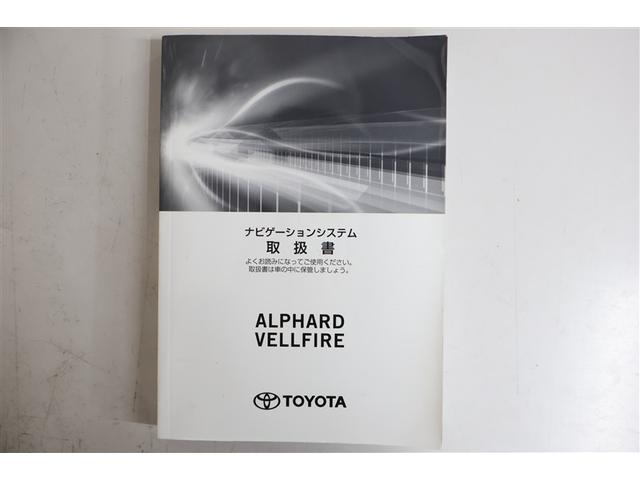 ナビゲーションシステム
取扱書
よくお読みになってご使用ください。
取扱書は車の中に保管しましょう。
ALPHARD
VELLFIRE
TOYOTA